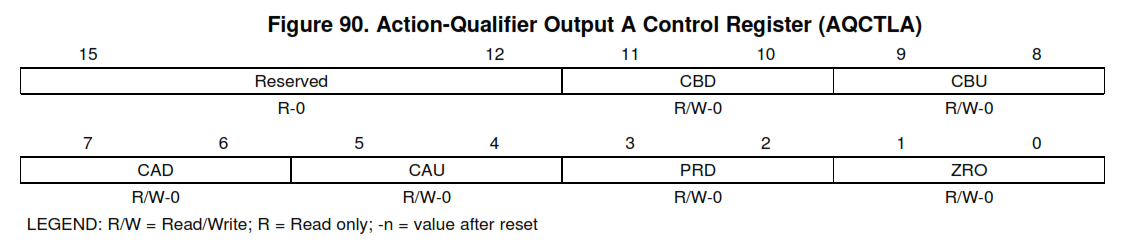 Figure 90. Action-Qualifier Output A Control Register (AQCTLA)
15 12 11 10 9 8
Reserved CBD CBU
R-0 R/W-0 R/W-0
7 6 5 4 3 2 1 0
CAD CAU PRD ZRO
R/W-0 R/W-0 R/W-0 R/W-0
LEGEND: R/W = Read/Write; R = Read only; -n = value after reset